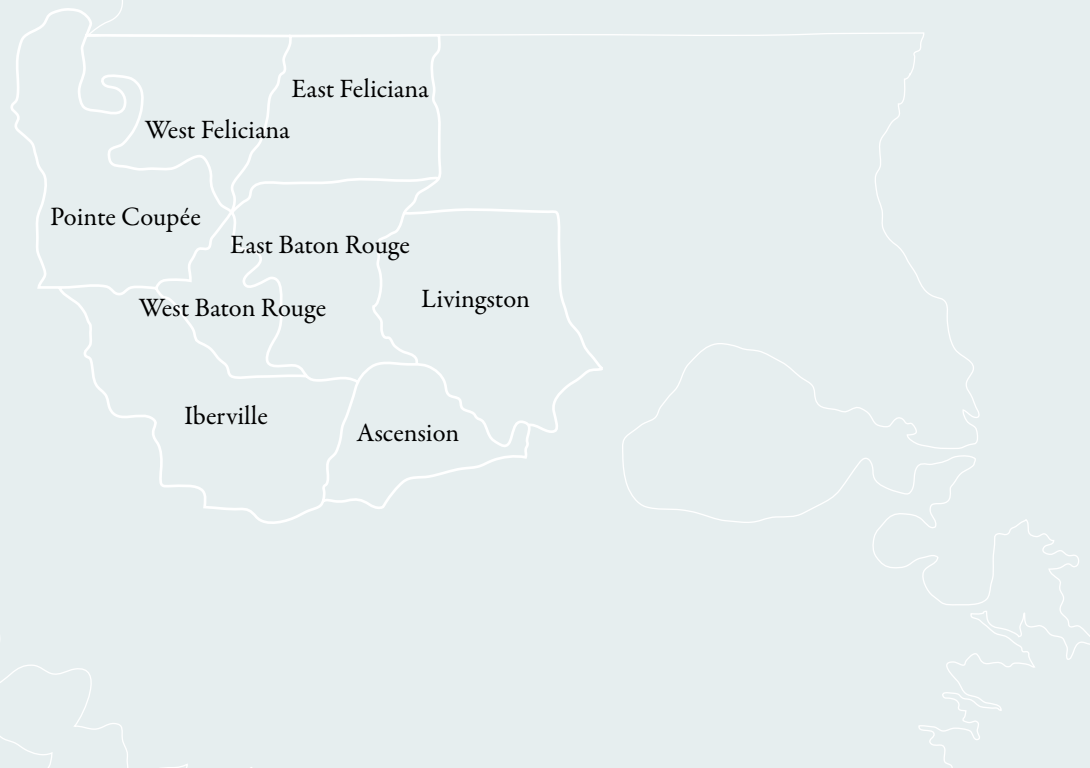 East Feliciana
West Feliciana
Pointe Coupée
East Baton Rouge
Livingston
West Baton Rouge
Iberville
Ascension